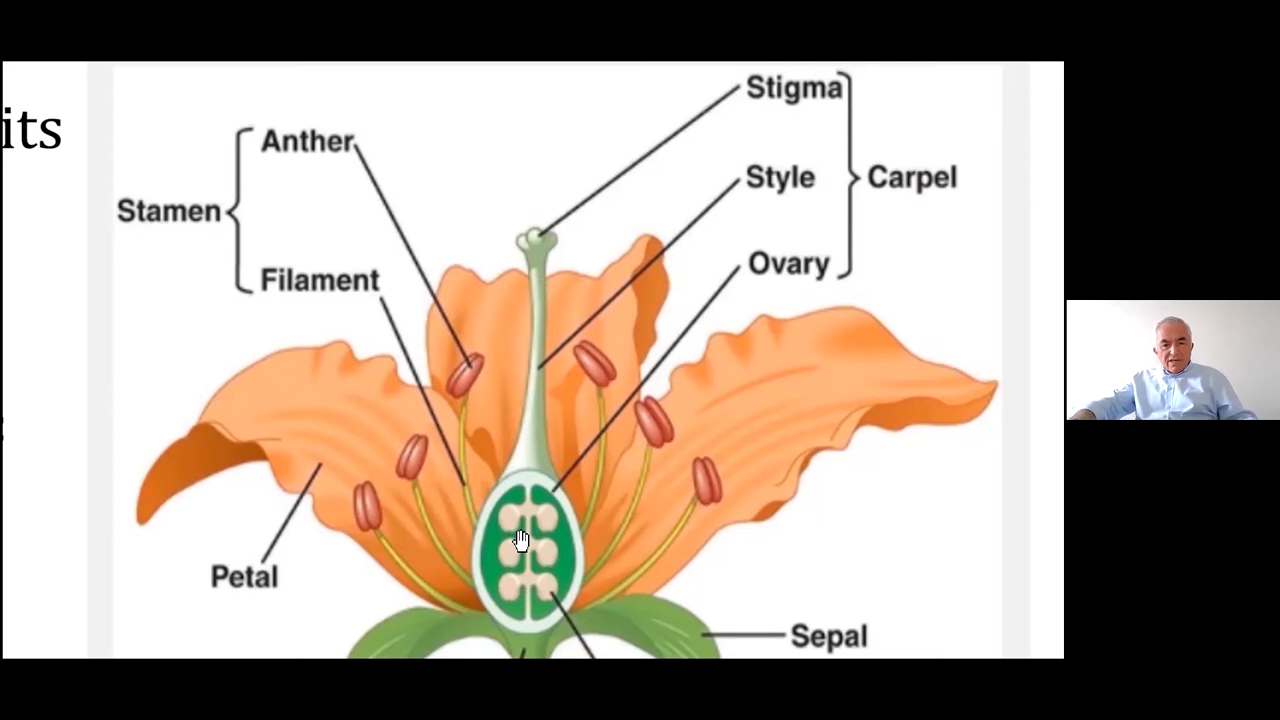 its
Stigma
Anther
Style
Carpel
Stamen
Ovary
Filament
Petal
Sepal